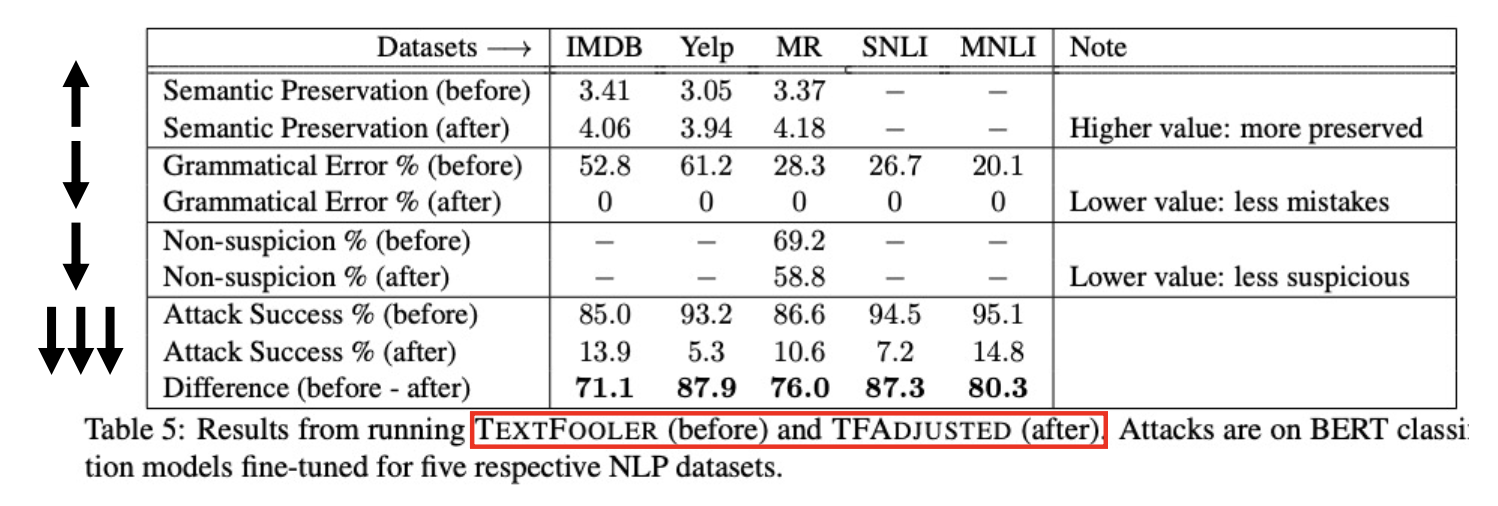 Datasets ⟶ IMDB Yelp MR SNLI MNLI Note
Semantic Preservation (before) 3.41 3.05 3.37 – –
Semantic Preservation (after) 4.06 3.94 4.18 – – Higher value: more preserved
Grammatical Error % (before) 52.8 61.2 28.3 26.7 20.1
Grammatical Error % (after) 0 0 0 0 0 Lower value: less mistakes
Non-suspicion % (before) – – 69.2 – –
Non-suspicion % (after) – – 58.8 – – Lower value: less suspicious
Attack Success % (before) 85.0 93.2 86.6 94.5 95.1
Attack Success % (after) 13.9 5.3 10.6 7.2 14.8
Difference (before - after) 71.1 87.9 76.0 87.3 80.3
Table 5: Results from running TEXTFOOLER (before) and TFADJUSTED (after). Attacks are on BERT classi
tion models fine-tuned for five respective NLP datasets.